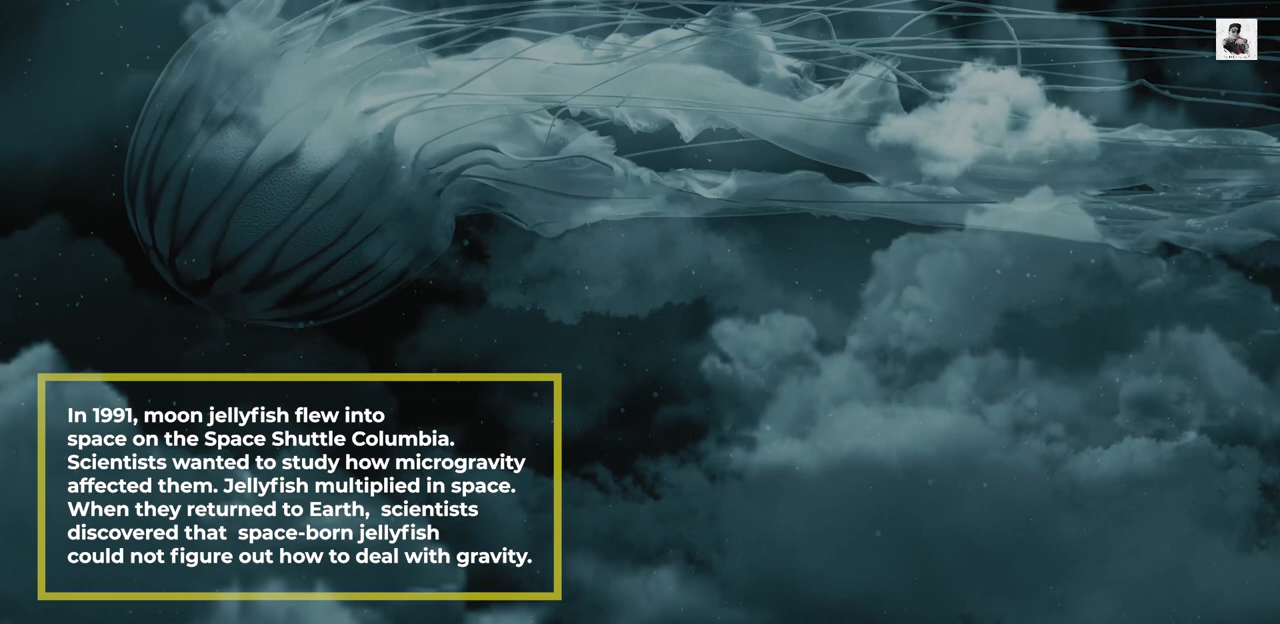 In 1991, moon jellyfish flew into
space on the Space Shuttle Columbia.
Scientists wanted to study how microgravity
affected them. Jellyfish multiplied in space.
When they returned to Earth,  scientists
discovered that  space-born jellyfish
could not figure out how to deal with gravity.